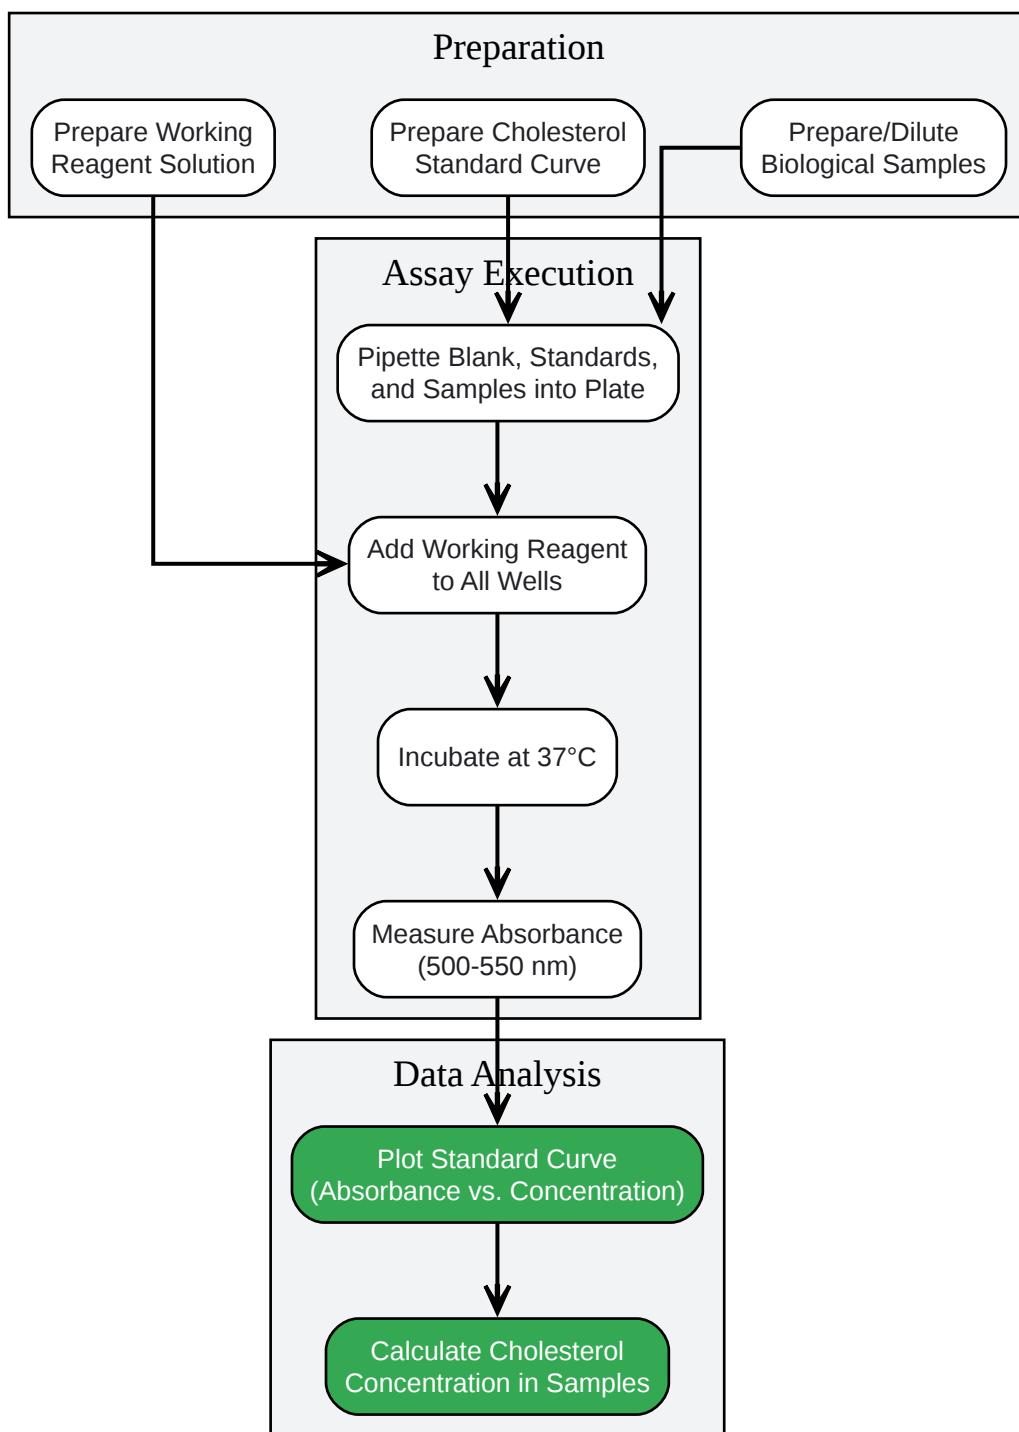 Preparation
Prepare Working
Reagent Solution
Prepare Cholesterol
Standard Curve
Prepare/Dilute
Biological Samples
Assay Execution
Pipette Blank, Standards,
and Samples into Plate
Add Working Reagent
to All Wells
Incubate at 37°C
Measure Absorbance
(500-550 nm)
Data Analysis
Plot Standard Curve
(Absorbance vs. Concentration)
Calculate Cholesterol
Concentration in Samples